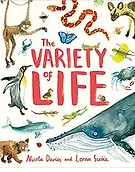 The
VARIETY
of
LIFE
Nicola Davies and Lorna Scobie